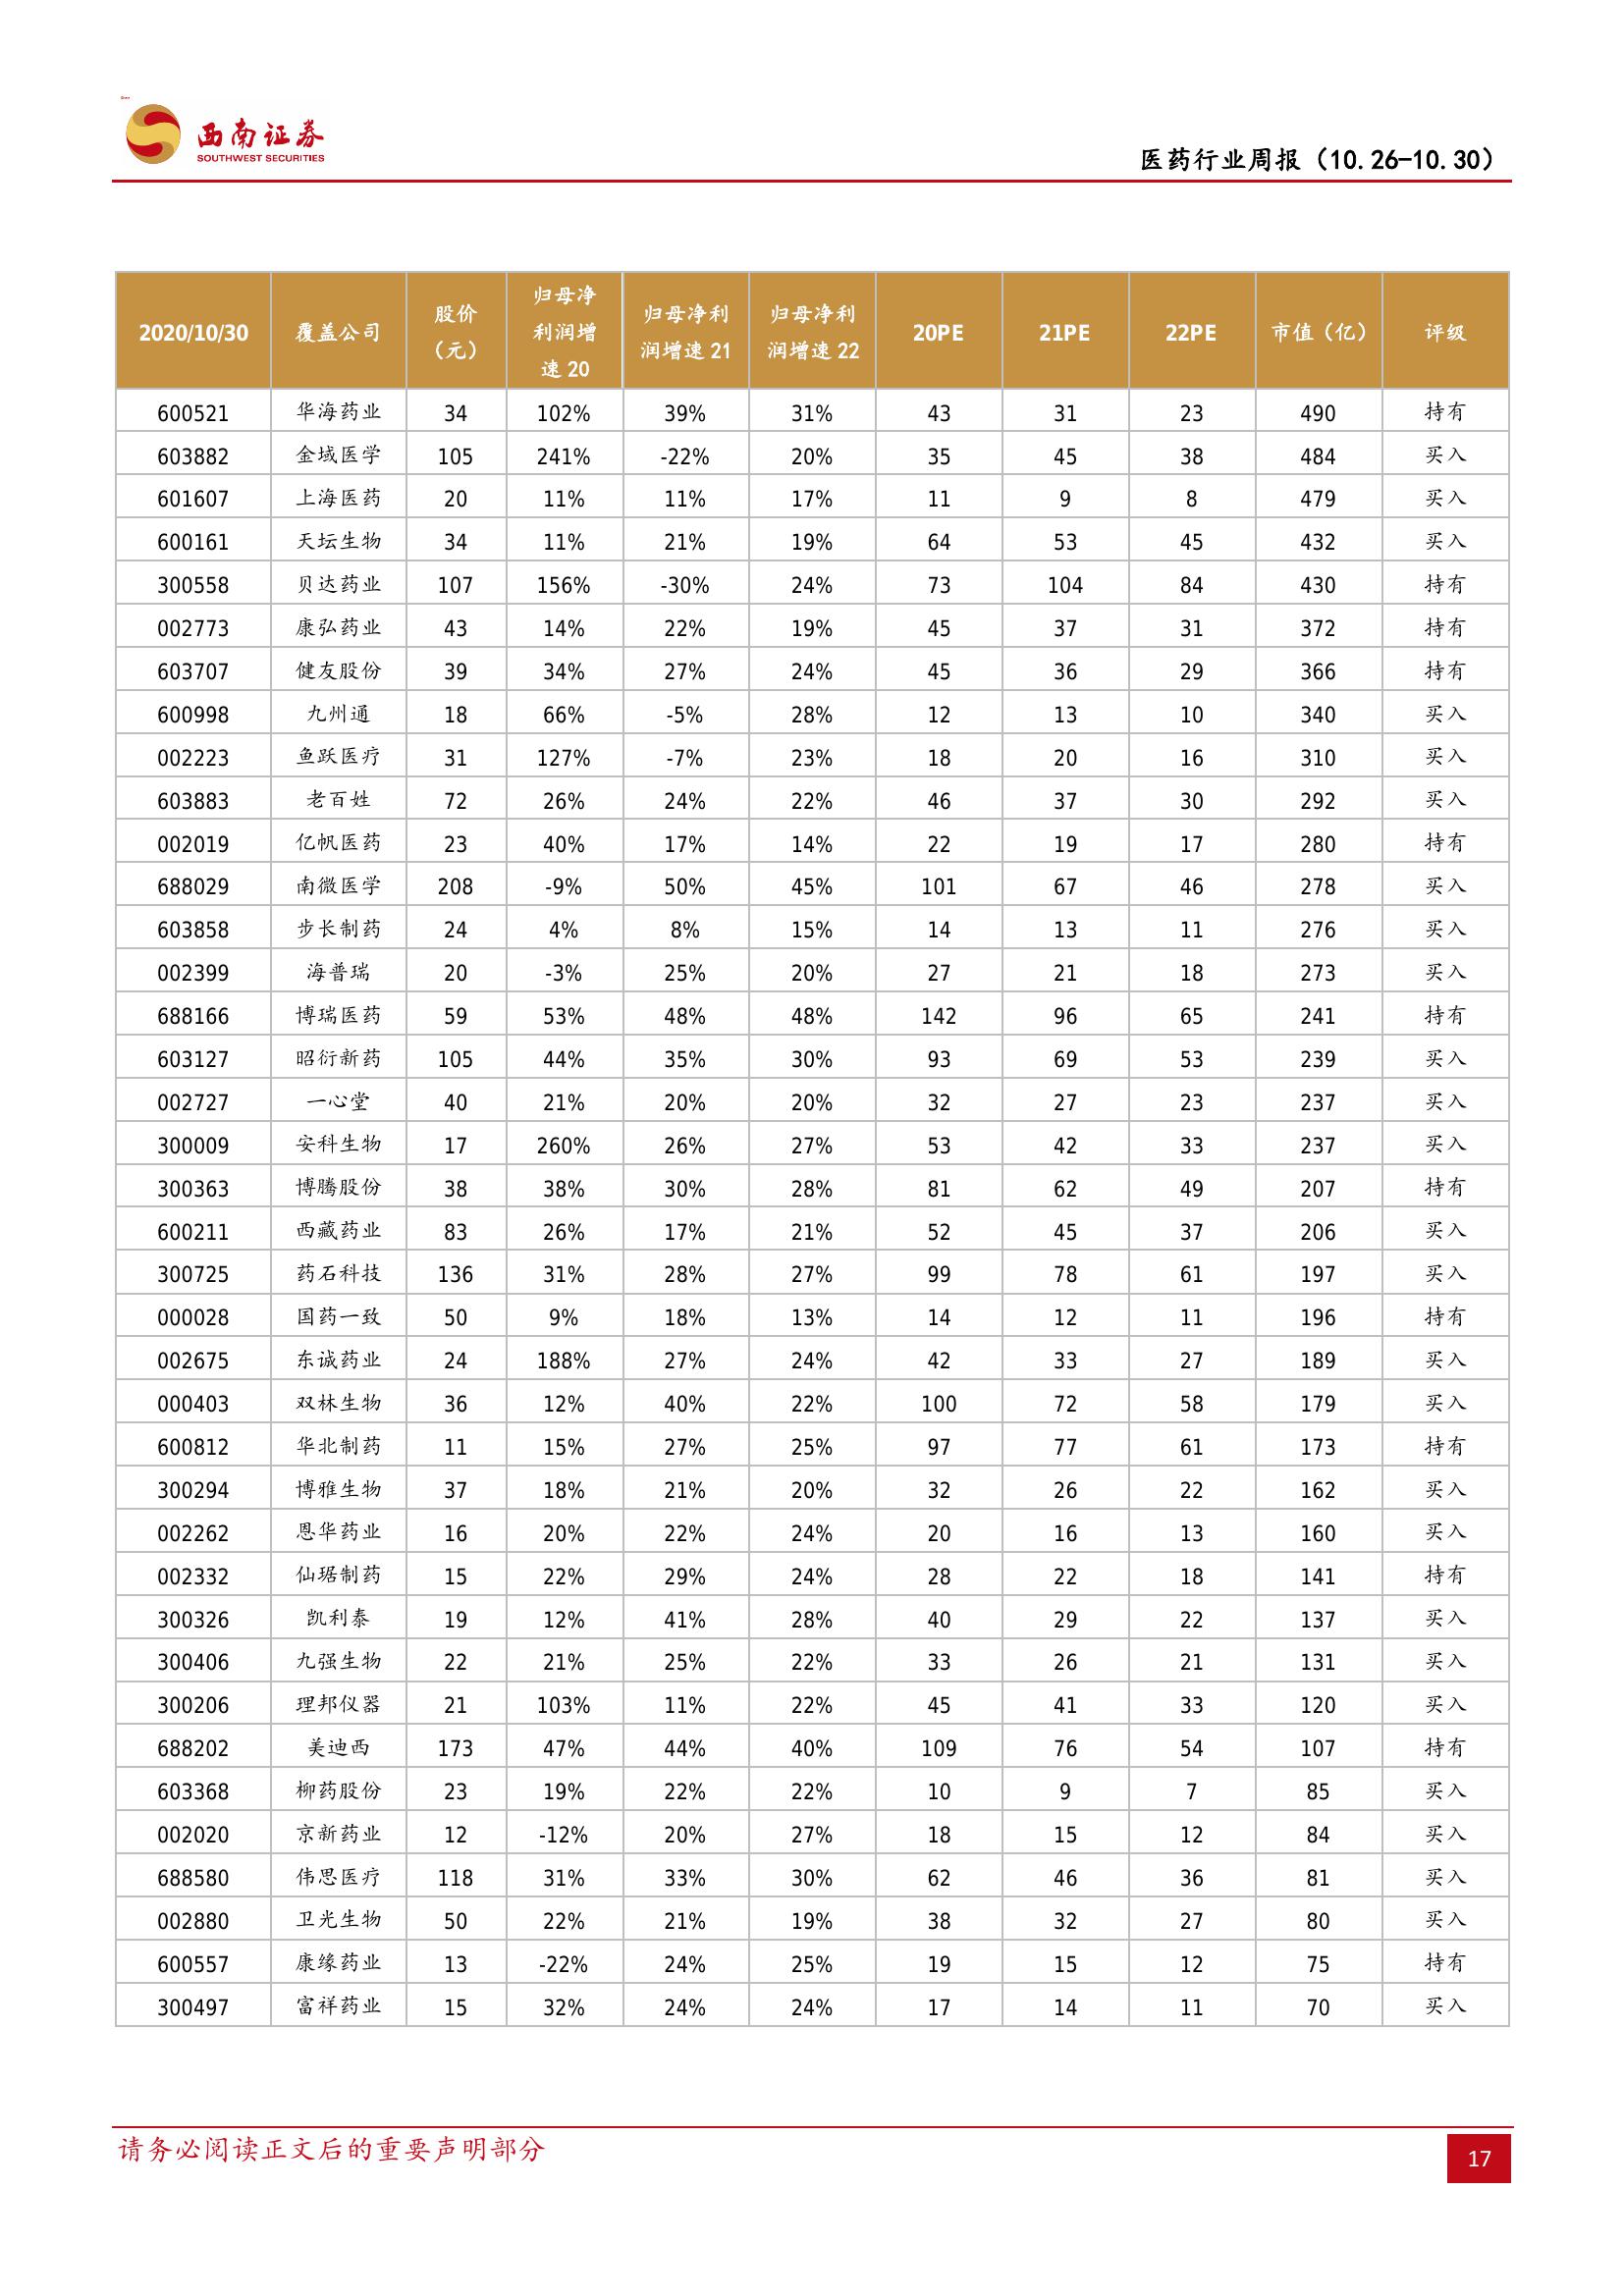 西南证券
SOUTHWEST SECURITIES
医药行业周报（10.26-10.30）
2020/10/30 覆盖公司 股价（元） 归母净利润增速 20 归母净利润增速 21 归母净利润增速 22 20PE 21PE 22PE 市值（亿） 评级
600521 华海药业 34 102% 39% 31% 43 31 23 490 持有
603882 金域医学 105 241% -22% 20% 35 45 38 484 买入
601607 上海医药 20 11% 11% 17% 11 9 8 479 买入
600161 天坛生物 34 11% 21% 19% 64 53 45 432 买入
300558 贝达药业 107 156% -30% 24% 73 104 84 430 持有
002773 康弘药业 43 14% 22% 19% 45 37 31 372 持有
603707 健友股份 39 34% 27% 24% 45 36 29 366 持有
600998 九州通 18 66% -5% 28% 12 13 10 340 买入
002223 鱼跃医疗 31 127% -7% 23% 18 20 16 310 买入
603883 老百姓 72 26% 24% 22% 46 37 30 292 买入
002019 亿帆医药 23 40% 17% 14% 22 19 17 280 持有
688029 南微医学 208 -9% 50% 45% 101 67 46 278 买入
603858 步长制药 24 4% 8% 15% 14 13 11 276 买入
002399 海普瑞 20 -3% 25% 20% 27 21 18 273 买入
688166 博瑞医药 59 53% 48% 48% 142 96 65 241 持有
603127 昭衍新药 105 44% 35% 30% 93 69 53 239 买入
002727 一心堂 40 21% 20% 20% 32 27 23 237 买入
300009 安科生物 17 260% 26% 27% 53 42 33 237 买入
300363 博腾股份 38 38% 30% 28% 81 62 49 207 持有
600211 西藏药业 83 26% 17% 21% 52 45 37 206 买入
300725 药石科技 136 31% 28% 27% 99 78 61 197 买入
000028 国药一致 50 9% 18% 13% 14 12 11 196 持有
002675 东诚药业 24 188% 27% 24% 42 33 27 189 买入
000403 双林生物 36 12% 40% 22% 100 72 58 179 买入
600812 华北制药 11 15% 27% 25% 97 77 61 173 持有
300294 博雅生物 37 18% 21% 20% 32 26 22 162 买入
002262 恩华药业 16 20% 22% 24% 20 16 13 160 买入
002332 仙琚制药 15 22% 29% 24% 28 22 18 141 持有
300326 凯利泰 19 12% 41% 28% 40 29 22 137 买入
300406 九强生物 22 21% 25% 22% 33 26 21 131 买入
300206 理邦仪器 21 103% 11% 22% 45 41 33 120 买入
688202 美迪西 173 47% 44% 40% 109 76 54 107 持有
603368 柳药股份 23 19% 22% 22% 10 9 7 85 买入
002020 京新药业 12 -12% 20% 27% 18 15 12 84 买入
688580 伟思医疗 118 31% 33% 30% 62 46 36 81 买入
002880 卫光生物 50 22% 21% 19% 38 32 27 80 买入
600557 康缘药业 13 -22% 24% 25% 19 15 12 75 持有
300497 富祥药业 15 32% 24% 24% 17 14 11 70 买入
请务必阅读正文后的重要声明部分
17